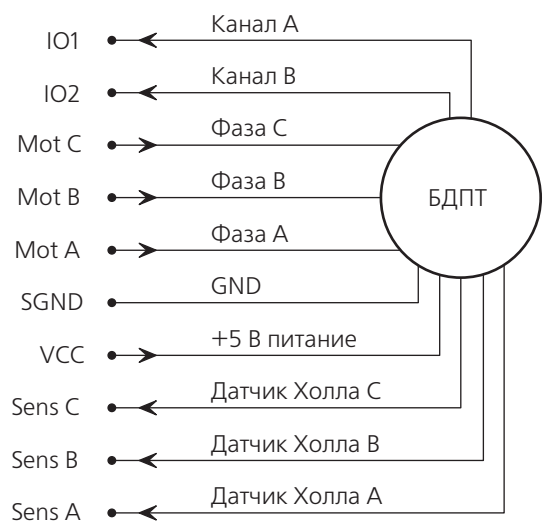 IO1 Канал А
IO2 Канал В
Mot C Фаза С
Mot B Фаза В
БДПТ
Mot A Фаза А
SGND GND
VCC +5 В питание
Sens C Датчик Холла С
Sens B Датчик Холла В
Sens A Датчик Холла А